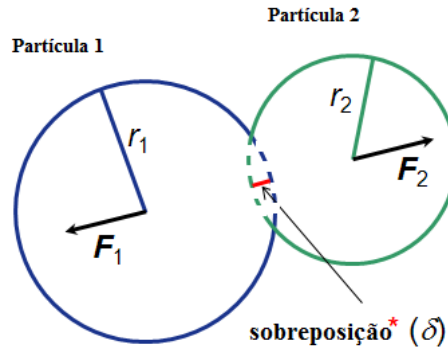 Partícula 1
Partícula 2
r₁
r₂
F₁
F₂
sobreposição* (δ)